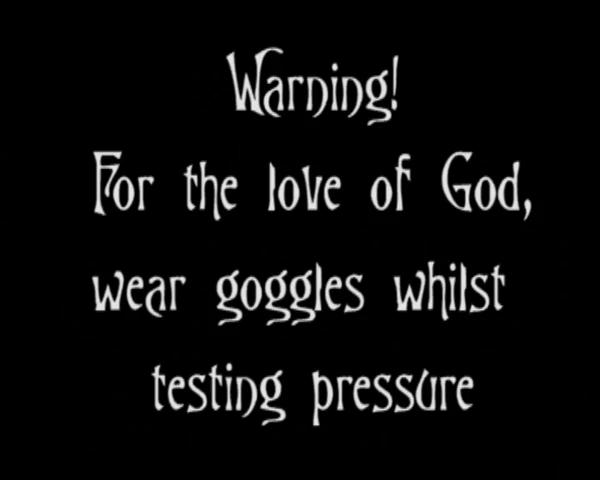 Warning!
For the love of God,
wear goggles whilst
testing pressure